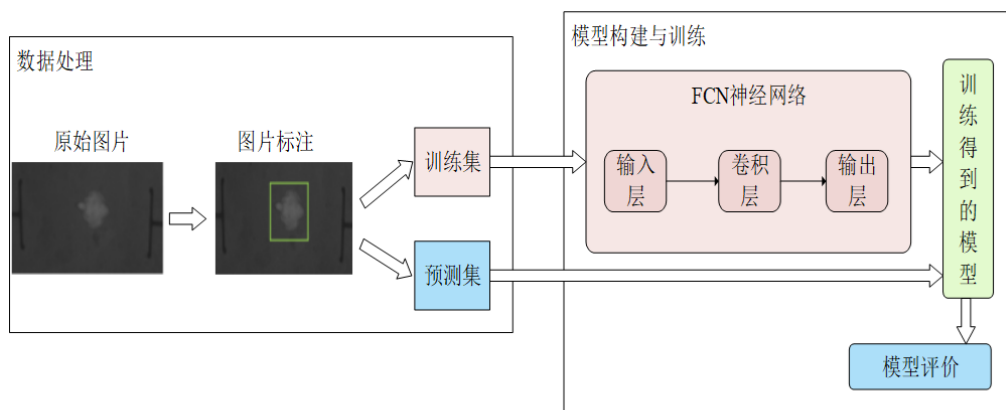 数据处理
原始图片
图片标注
训练集
预测集
模型构建与训练
FCN神经网络
输入
层
卷积
层
输出
层
训
练
得
到
的
模
型
模型评价